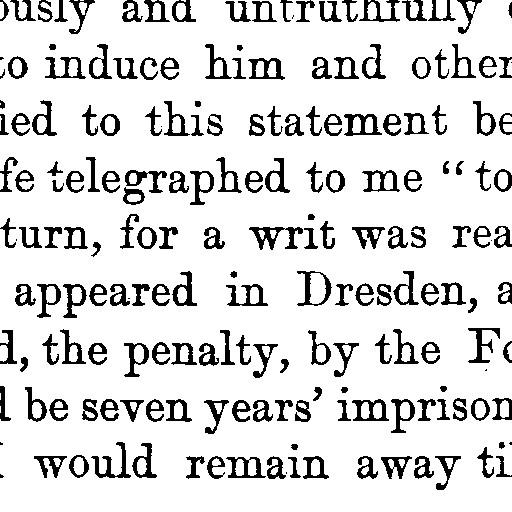 ously and untruthfully
to induce him and other
ied to this statement be
fe telegraphed to me “ to
turn, for a writ was rea
appeared in Dresden, a
d, the penalty, by the Fo
d be seven years’ imprison
I would remain away til